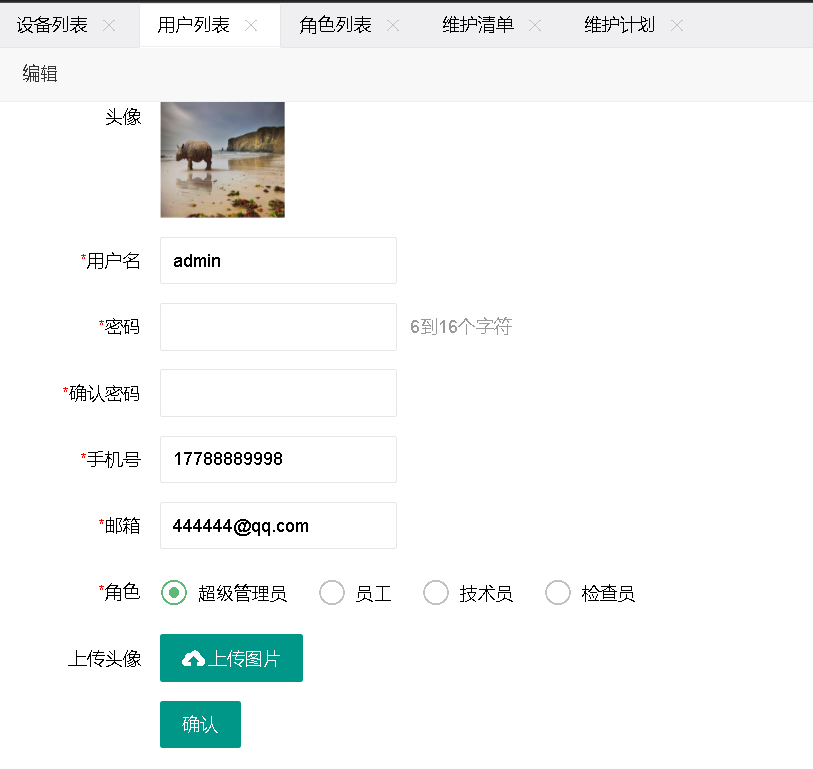 设备列表 用户列表 角色列表 维护清单 维护计划
编辑
头像
*用户名 admin
*密码 6到16个字符
*确认密码
*手机号 17788889998
*邮箱 444444@qq.com
*角色 超级管理员 员工 技术员 检查员
上传头像 上传图片
确认